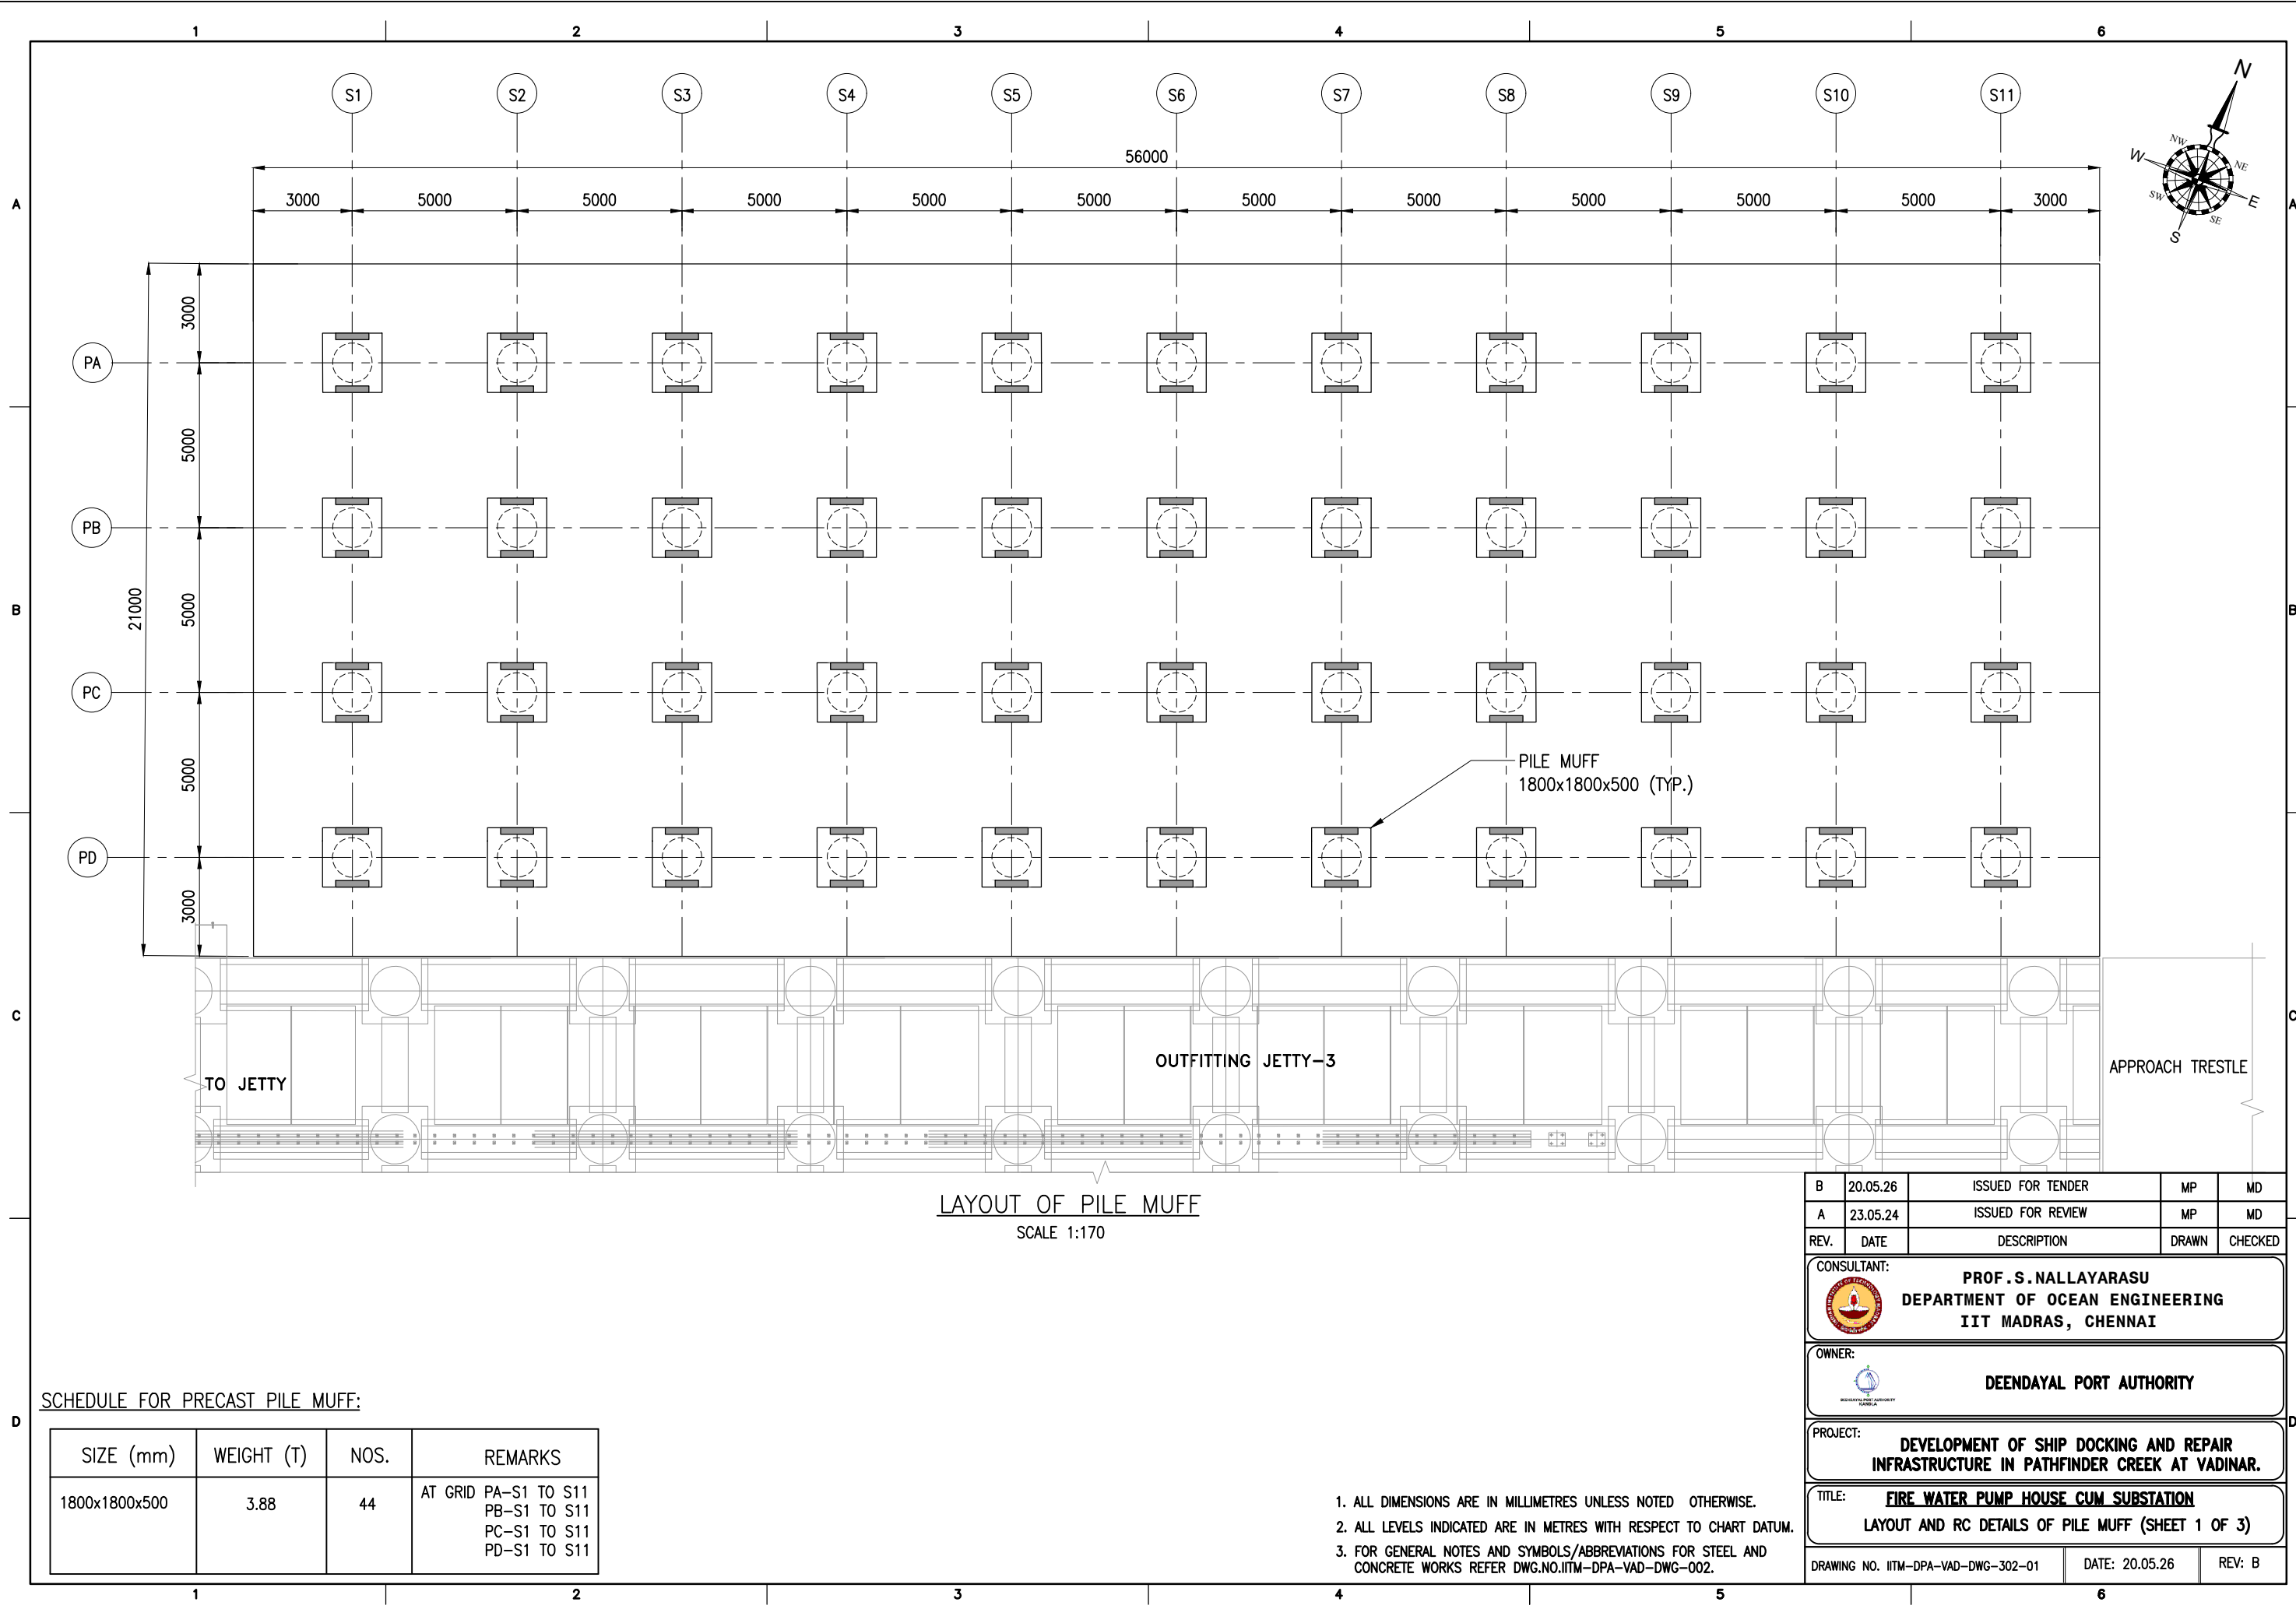 1 2 3 4 5 6
S1 S2 S3 S4 S5 S6 S7 S8 S9 S10 S11
N
NW
NE
W
E
SW
SE
S
56000
3000 5000 5000 5000 5000 5000 5000 5000 5000 5000 5000 3000
A A
3000
PA
5000
PB
B B
21000
5000
PC
5000
PILE MUFF
1800x1800x500 (TYP.)
PD
3000
C C
TO JETTY
OUTFITTING JETTY-3
APPROACH TRESTLE
LAYOUT OF PILE MUFF
SCALE 1:170
B 20.05.26 ISSUED FOR TENDER MP MD
A 23.05.24 ISSUED FOR REVIEW MP MD
REV. DATE DESCRIPTION DRAWN CHECKED
CONSULTANT:
PROF.S.NALLAYARASU
DEPARTMENT OF OCEAN ENGINEERING
IIT MADRAS, CHENNAI
OWNER:
DEENDAYAL PORT AUTHORITY
DEENDAYAL PORT AUTHORITY
KANDLA
PROJECT:
DEVELOPMENT OF SHIP DOCKING AND REPAIR
INFRASTRUCTURE IN PATHFINDER CREEK AT VADINAR.
TITLE:
FIRE WATER PUMP HOUSE CUM SUBSTATION
LAYOUT AND RC DETAILS OF PILE MUFF (SHEET 1 OF 3)
DRAWING NO. IITM-DPA-VAD-DWG-302-01 DATE: 20.05.26 REV: B
D D
SCHEDULE FOR PRECAST PILE MUFF:
SIZE (mm) WEIGHT (T) NOS. REMARKS
1800x1800x500 3.88 44 AT GRID PA-S1 TO S11
PB-S1 TO S11
PC-S1 TO S11
PD-S1 TO S11
1. ALL DIMENSIONS ARE IN MILLIMETRES UNLESS NOTED OTHERWISE.
2. ALL LEVELS INDICATED ARE IN METRES WITH RESPECT TO CHART DATUM.
3. FOR GENERAL NOTES AND SYMBOLS/ABBREVIATIONS FOR STEEL AND
CONCRETE WORKS REFER DWG.NO.IITM-DPA-VAD-DWG-002.
1 2 3 4 5 6